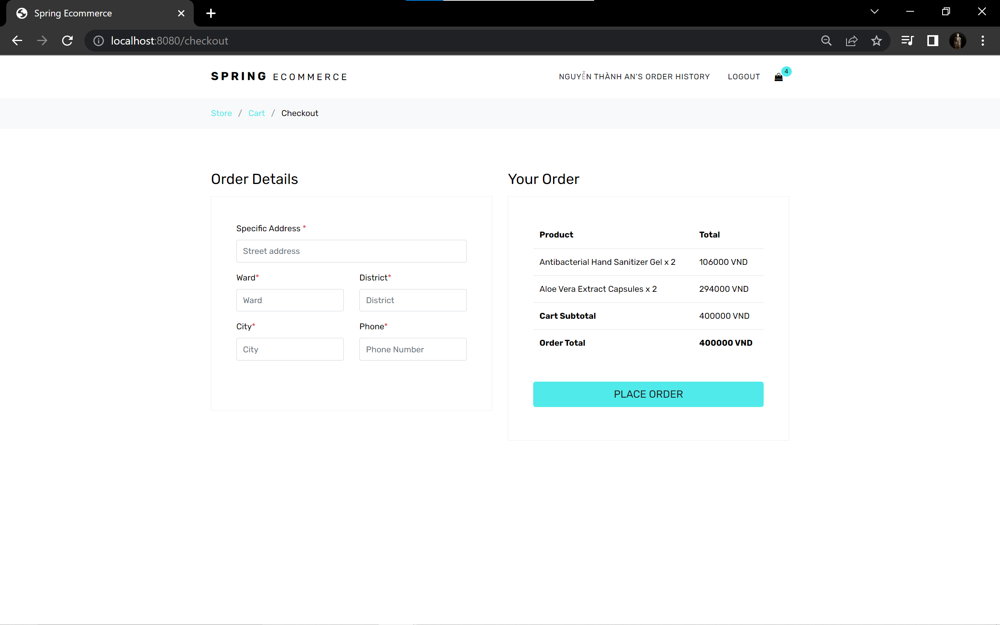 Spring Ecommerce
localhost:8080/checkout
SPRING ECOMMERCE
NGUYỄN THÀNH AN'S ORDER HISTORY LOGOUT 4
Store / Cart / Checkout
Order Details
Specific Address *
Street address
Ward* District*
Ward District
City* Phone*
City Phone Number
Your Order
Product Total
Antibacterial Hand Sanitizer Gel x 2 106000 VND
Aloe Vera Extract Capsules x 2 294000 VND
Cart Subtotal 400000 VND
Order Total 400000 VND
PLACE ORDER